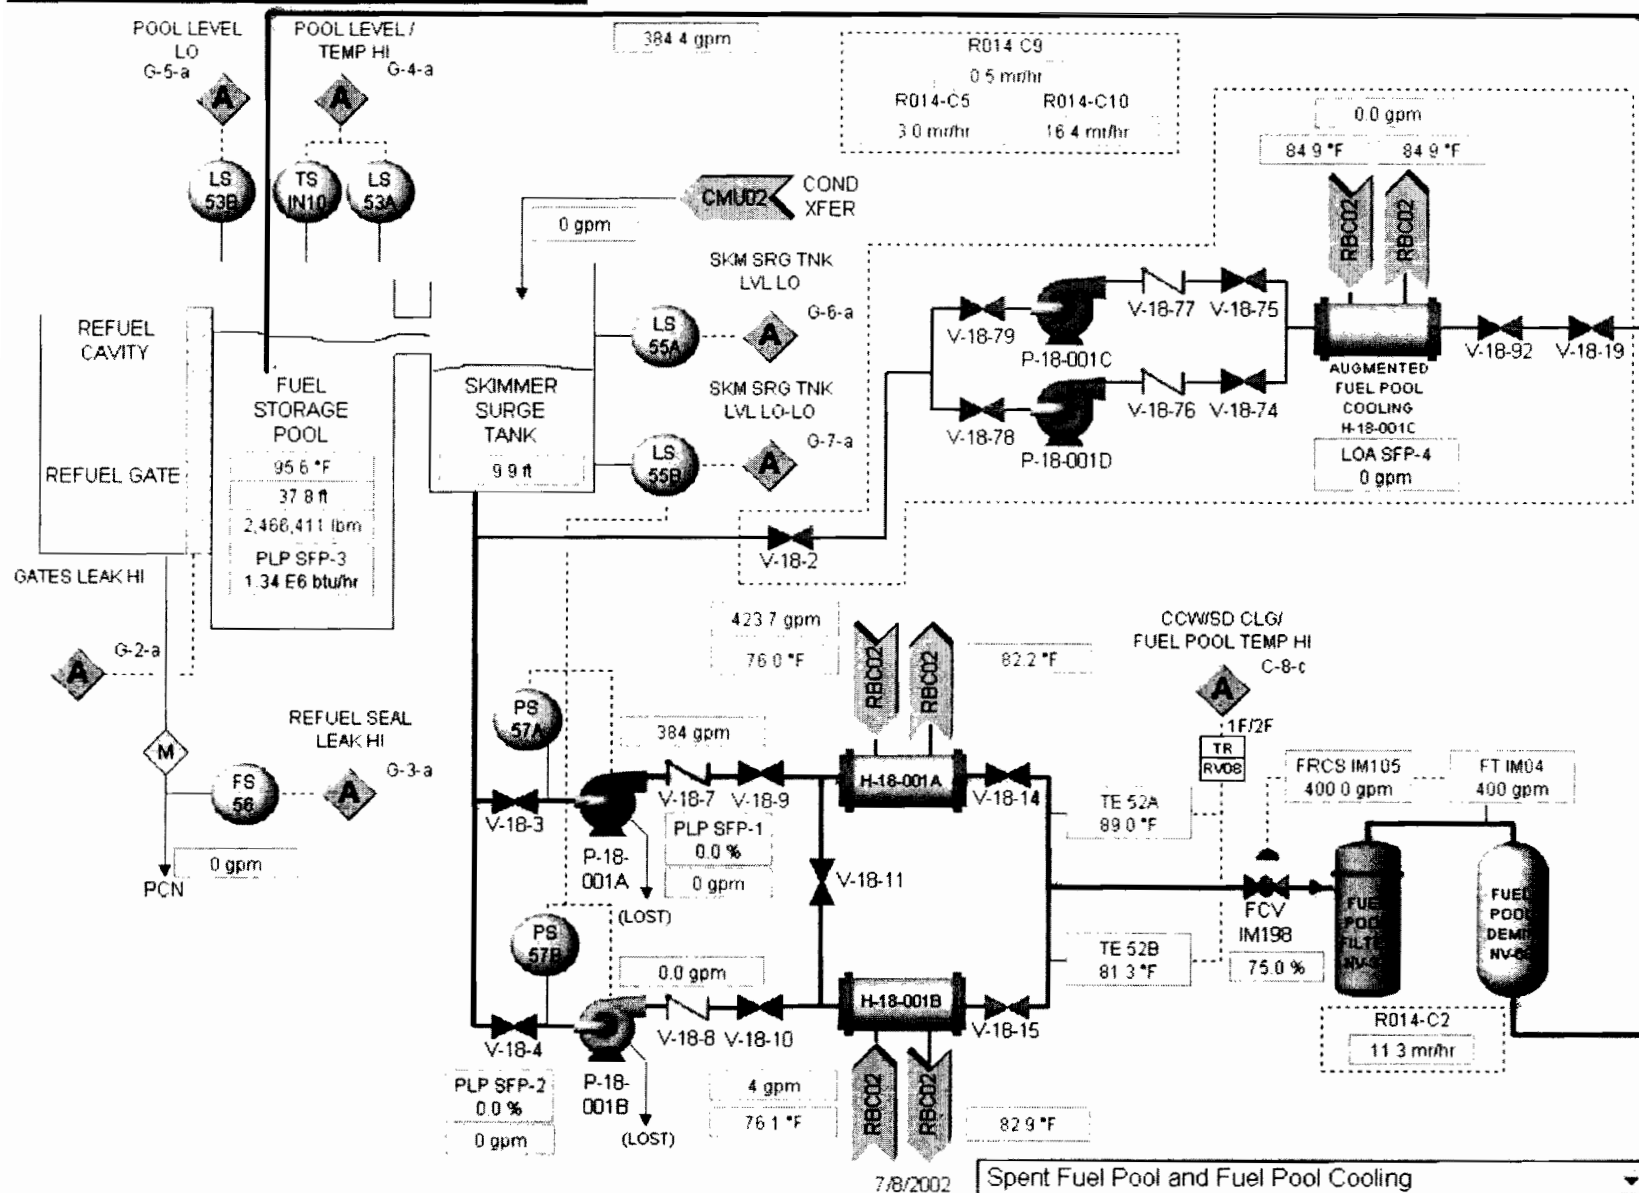 POOL LEVEL
LO
G-5-a
A
POOL LEVEL /
TEMP HI
G-4-a
A
384.4 gpm
R014-C9
0.5 mr/hr
R014-C5
3.0 mr/hr
R014-C10
16.4 mr/hr
0.0 gpm
84.9 °F
84.9 °F
LS
53B
TS
IN10
LS
53A
CMU02
COND
XFER
0 gpm
RBC02
RBC02
SKM SRG TNK
LVL LO
G-6-a
LS
55A
A
SKM SRG TNK
LVL LO-LO
G-7-a
LS
55B
A
V-18-79
P-18-001C
V-18-77
V-18-75
V-18-78
P-18-001D
V-18-76
V-18-74
AUGMENTED
FUEL POOL
COOLING
H-18-001C
LOA SFP-4
0 gpm
V-18-92
V-18-19
REFUEL
CAVITY
REFUEL GATE
FUEL
STORAGE
POOL
95.6 °F
37.8 ft
2,466,411 lbm
PLP SFP-3
1.34 E6 btu/hr
SKIMMER
SURGE
TANK
9.9 ft
V-18-2
GATES LEAK HI
G-2-a
A
M
REFUEL SEAL
LEAK HI
G-3-a
FS
56
A
0 gpm
PCN
423.7 gpm
76.0 °F
RBC02
RBC02
82.2 °F
CCW/SD CLG/
FUEL POOL TEMP HI
C-8-c
A
1F/2F
TR
RV08
PS
57A
384 gpm
V-18-3
P-18-
001A
(LOST)
V-18-7
V-18-9
PLP SFP-1
0.0 %
0 gpm
H-18-001A
V-18-14
TE 52A
89.0 °F
FRCS IM105
400.0 gpm
FT IM04
400 gpm
V-18-11
FCV
IM198
75.0 %
FUEL
POOL
DEMIN
PS
57B
0.0 gpm
V-18-4
P-18-
001B
(LOST)
V-18-8
V-18-10
H-18-001B
V-18-15
TE 52B
81.3 °F
R014-C2
11.3 mr/hr
PLP SFP-2
0.0 %
0 gpm
4 gpm
76.1 °F
RBC02
RBC02
82.9 °F
7/8/2002
Spent Fuel Pool and Fuel Pool Cooling